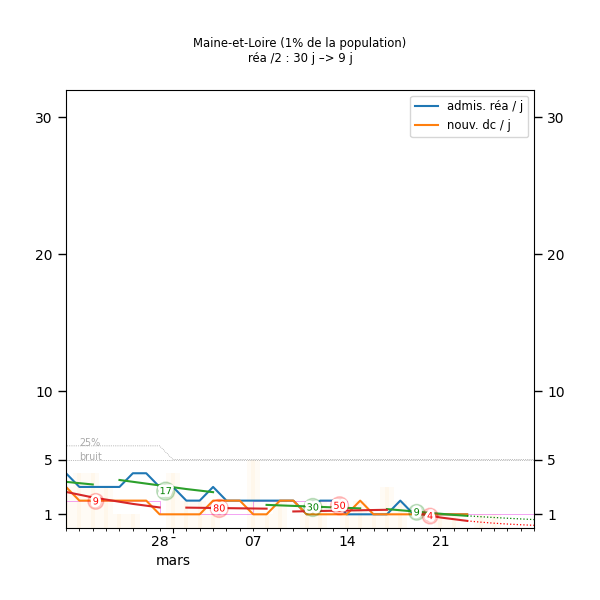 Maine-et-Loire (1% de la population)
réa /2 : 30 j –> 9 j
admis. réa / j
nouv. dc / j
30 30
20 20
10 10
25%
bruit
5 5
9 17 80 30 50 9 4
1 1
28 07 14 21
mars